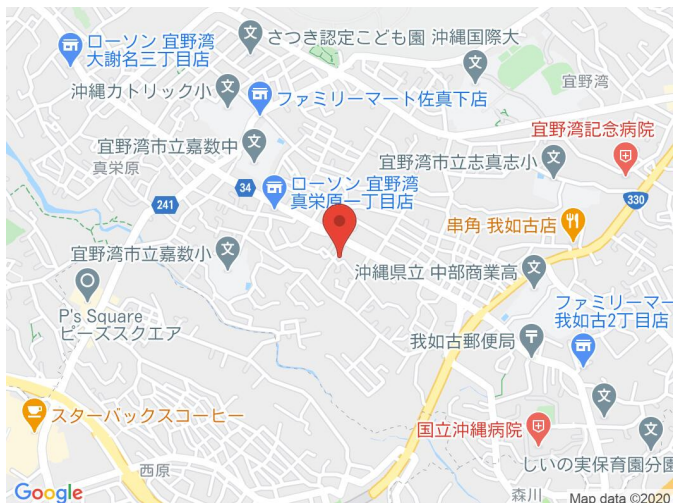 ローソン 宜野湾
大謝名三丁目店
さつき認定こども園
沖縄国際大
宜野湾
沖縄カトリック小
ファミリーマート佐真下店
宜野湾記念病院
宜野湾市立嘉数中
宜野湾市立志真志小
真栄原
34
ローソン 宜野湾
真栄原一丁目店
330
241
串角 我如古店
宜野湾市立嘉数小
沖縄県立 中部商業高
P's Square
ピーズスクエア
ファミリーマー
我如古2丁目店
我如古郵便局
スターバックスコーヒー
国立沖縄病院
しいの実保育園分園
西原
森川
Google
Map data ©2020